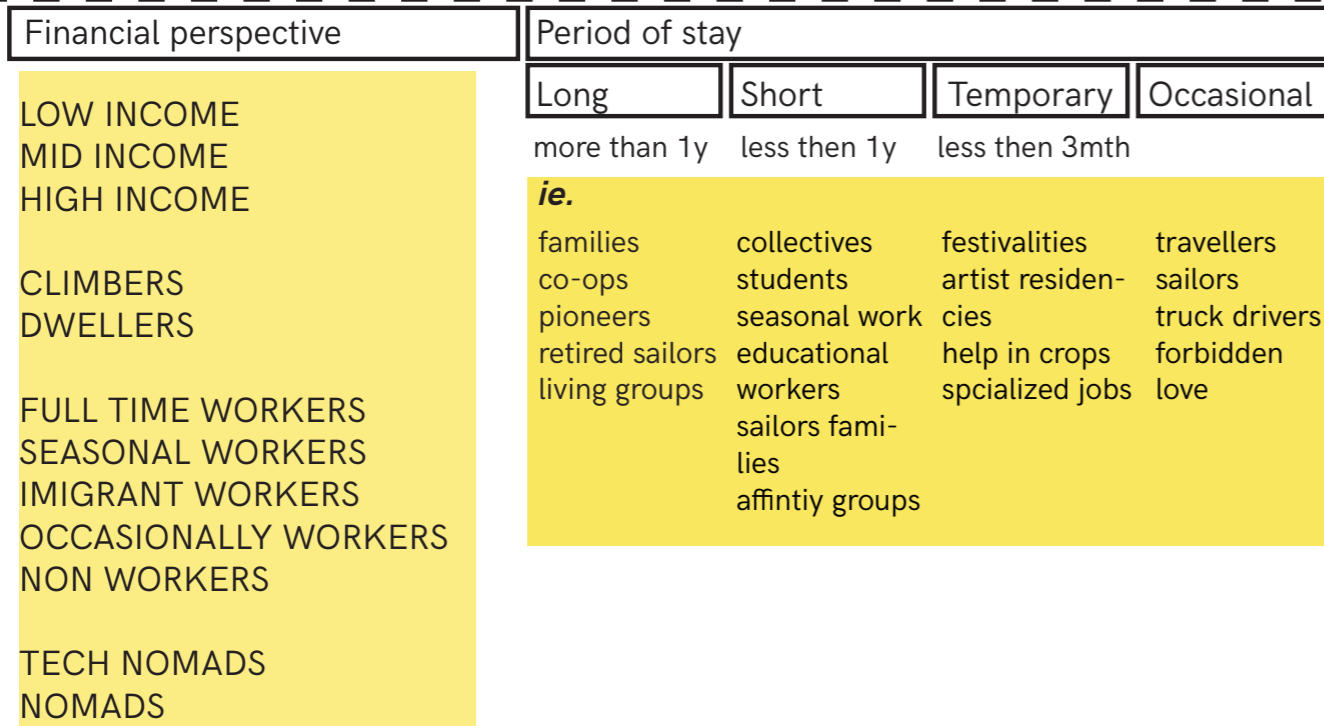 Financial perspective
LOW INCOME
MID INCOME
HIGH INCOME
CLIMBERS
DWELLERS
FULL TIME WORKERS
SEASONAL WORKERS
IMIGRANT WORKERS
OCCASIONALLY WORKERS
NON WORKERS
TECH NOMADS
NOMADS
Period of stay
Long
more than 1y
Short
less then 1y
Temporary
less then 3mth
Occasional
ie.
families
co-ops
pioneers
retired sailors
living groups
collectives
students
seasonal work
educational
workers
sailors fami-
lies
affintiy groups
festivalities
artist residen-
cies
help in crops
spcialized jobs
travellers
sailors
truck drivers
forbidden
love